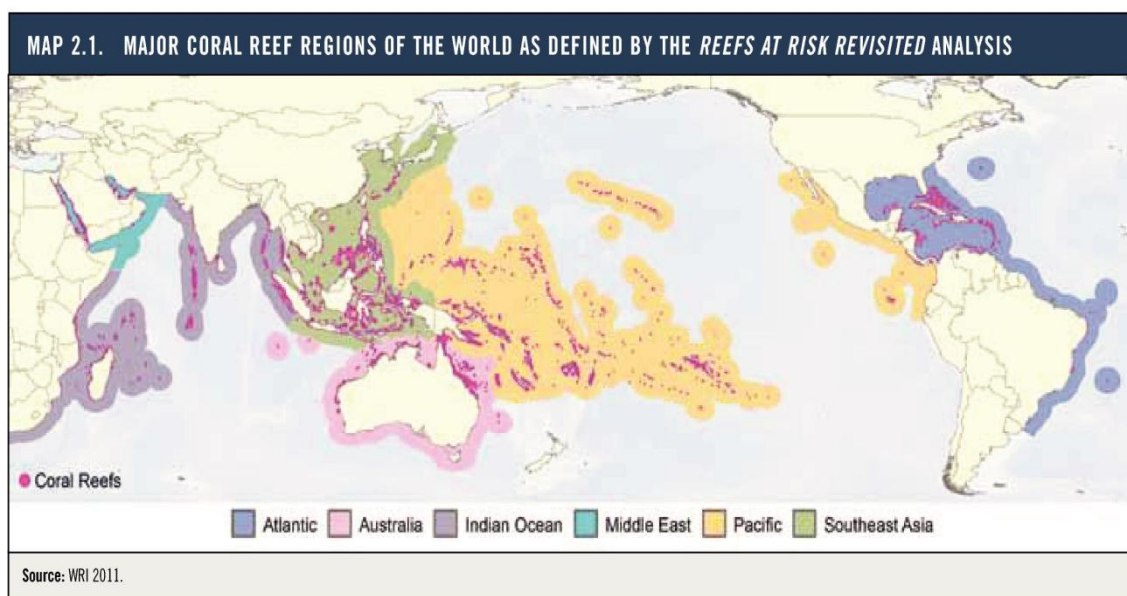 MAP 2.1. MAJOR CORAL REEF REGIONS OF THE WORLD AS DEFINED BY THE REEFS AT RISK REVISITED ANALYSIS
Coral Reefs
Atlantic Australia Indian Ocean Middle East Pacific Southeast Asia
Source: WRI 2011.